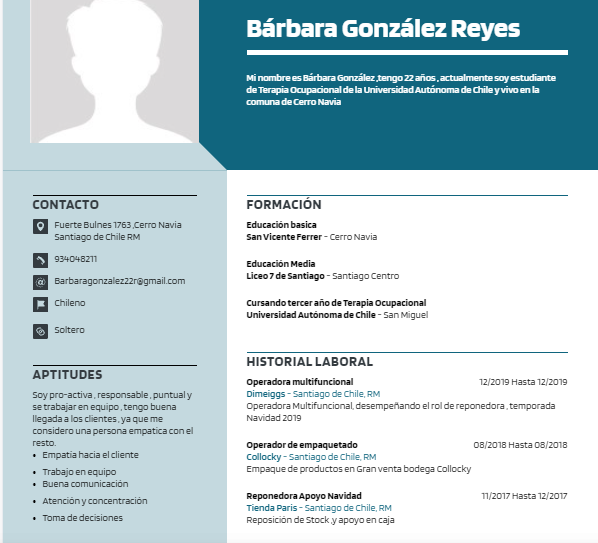 Bárbara González Reyes
Mi nombre es Bárbara González ,tengo 22 años , actualmente soy estudiante
de Terapia Ocupacional de la Universidad Autónoma de Chile y vivo en la
comuna de Cerro Navia
CONTACTO
Fuerte Bulnes 1763 ,Cerro Navia
Santiago de Chile RM
934048211
Barbaragonzalez22r@gmail.com
Chileno
Soltero
APTITUDES
Soy pro-activa , responsable , puntual y
se trabajar en equipo , tengo buena
llegada a los clientes , ya que me
considero una persona empatica con el
resto.
• Empatía hacia el cliente
• Trabajo en equipo
• Buena comunicación
• Atención y concentración
• Toma de decisiones
FORMACIÓN
Educación basica
San Vicente Ferrer - Cerro Navia
Educación Media
Liceo 7 de Santiago - Santiago Centro
Cursando tercer año de Terapia Ocupacional
Universidad Autónoma de Chile - San Miguel
HISTORIAL LABORAL
Operadora multifuncional 12/2019 Hasta 12/2019
Dimeiggs - Santiago de Chile, RM
Operadora Multifuncional, desempeñando el rol de reponedora , temporada
Navidad 2019
Operador de empaquetado 08/2018 Hasta 08/2018
Collocky - Santiago de Chile, RM
Empaque de productos en Gran venta bodega Collocky
Reponedora Apoyo Navidad 11/2017 Hasta 12/2017
Tienda Paris - Santiago de Chile, RM
Reposición de Stock ,y apoyo en caja